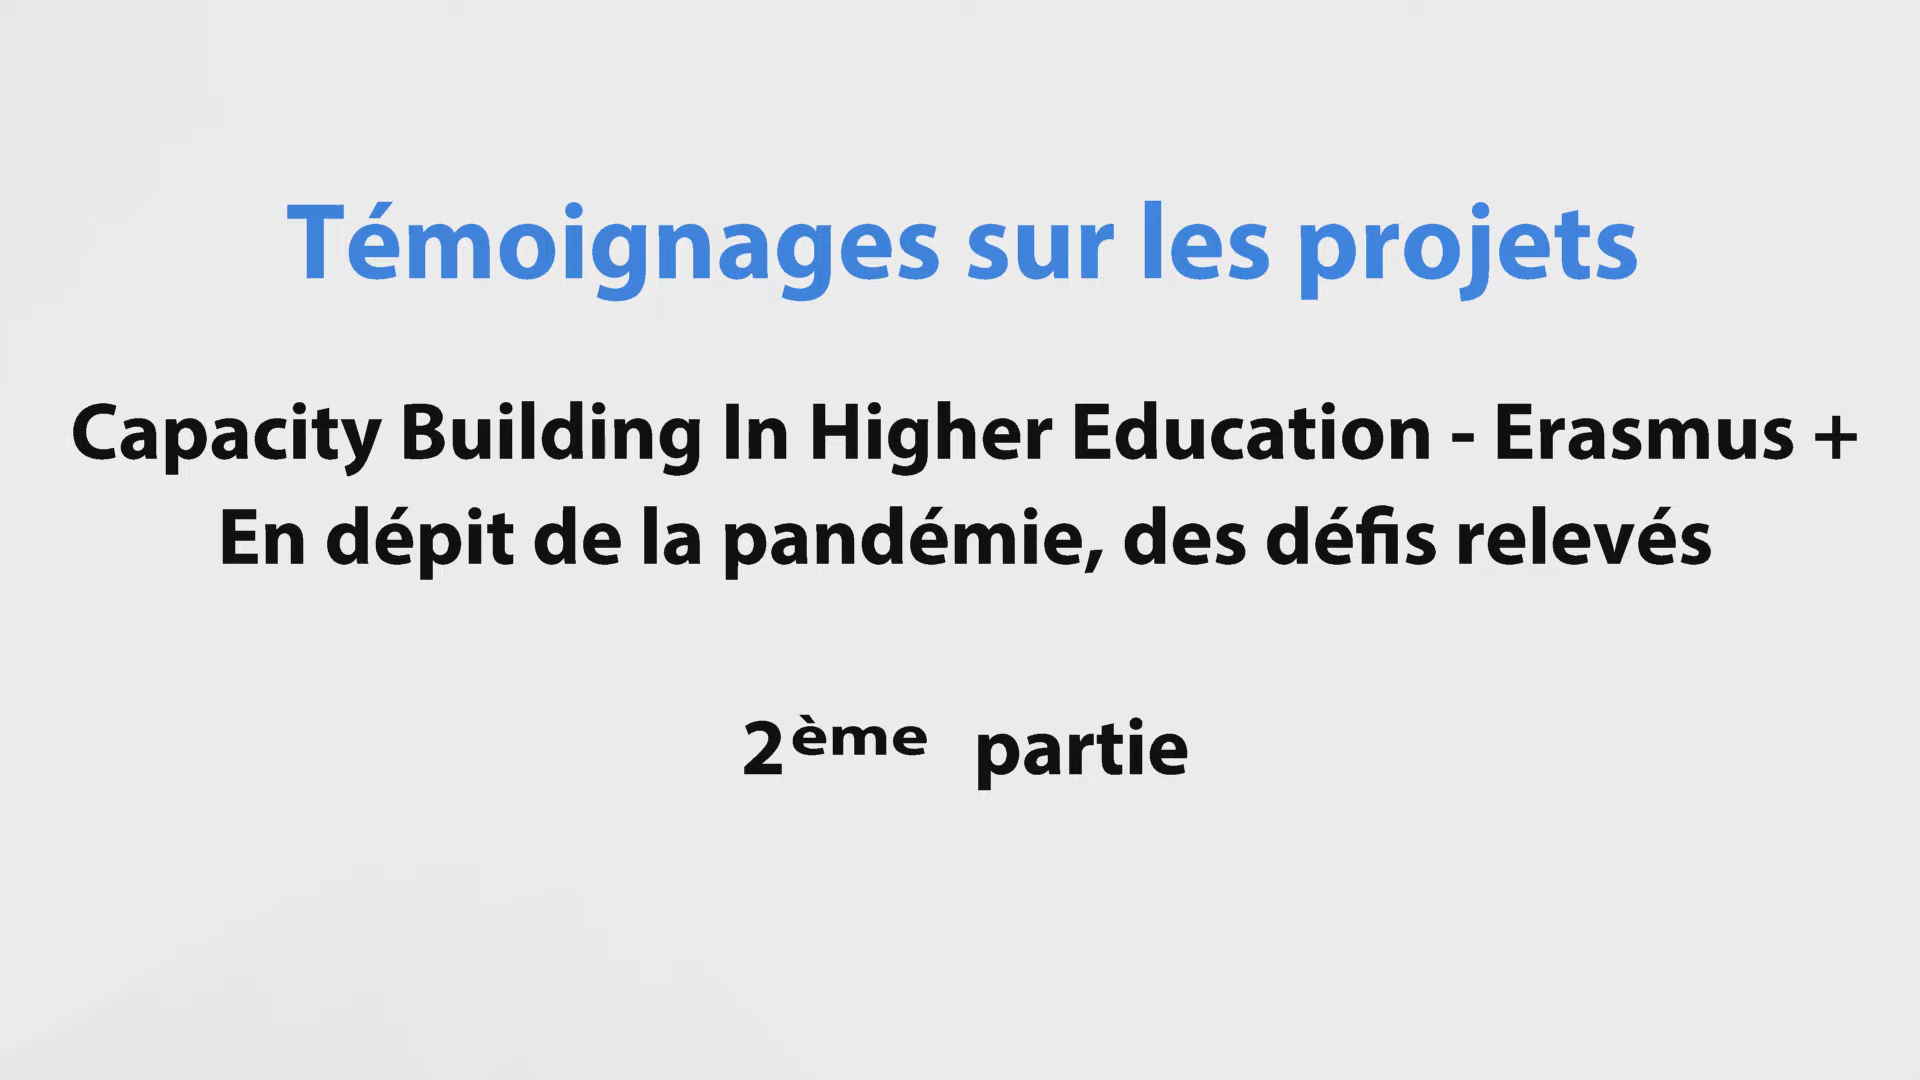 Témoignages sur les projets
Capacity Building In Higher Education - Erasmus +
En dépit de la pandémie, des défis relevés
2ème partie